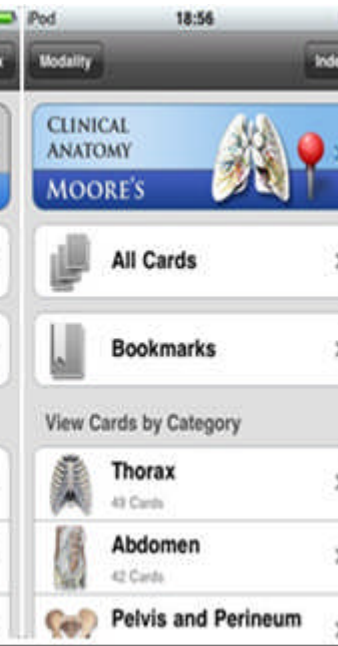 iPod 18:56
Modality
CLINICAL
ANATOMY
MOORE'S
All Cards
Bookmarks
View Cards by Category
Thorax
49 Cards
Abdomen
42 Cards
Pelvis and Perineum